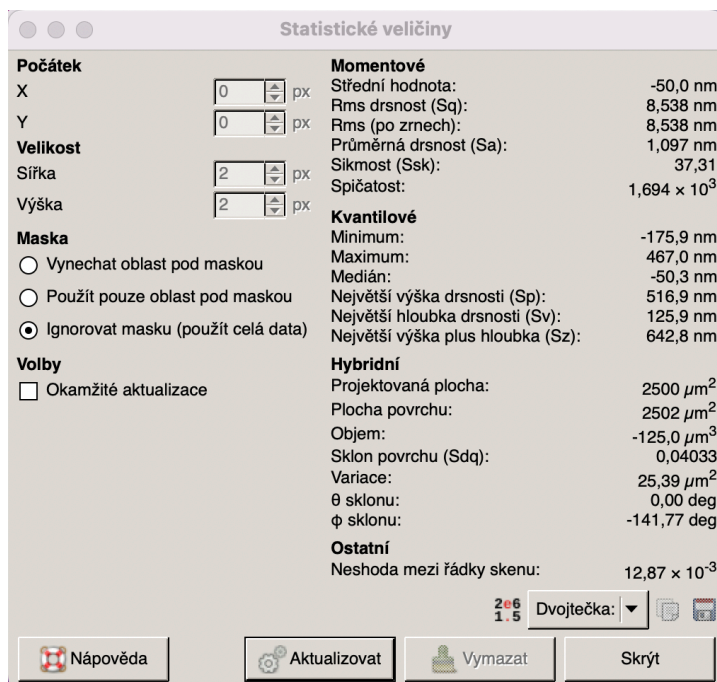 Statistické veličiny
Počátek
X 0 px
Y 0 px
Velikost
Šířka 2 px
Výška 2 px
Maska
Vynechat oblast pod maskou
Použít pouze oblast pod maskou
Ignorovat masku (použít celá data)
Volby
Okamžité aktualizace
Momentové
Střední hodnota: -50,0 nm
Rms drsnost (Sq): 8,538 nm
Rms (po zrnech): 8,538 nm
Průměrná drsnost (Sa): 1,097 nm
Sikmost (Ssk): 37,31
Spičatost: 1,694 × 10³
Kvantilové
Minimum: -175,9 nm
Maximum: 467,0 nm
Medián: -50,3 nm
Největší výška drsnosti (Sp): 516,9 nm
Největší hloubka drsnosti (Sv): 125,9 nm
Největší výška plus hloubka (Sz): 642,8 nm
Hybridní
Projektovaná plocha: 2500 µm²
Plocha povrchu: 2502 µm²
Objem: -125,0 µm³
Sklon povrchu (Sdq): 0,04033
Variace: 25,39 µm²
θ sklonu: 0,00 deg
ϕ sklonu: -141,77 deg
Ostatní
Neshoda mezi řádky skenu: 12,87 × 10⁻³
2e6
1.5
Dvojtečka:
Nápověda Aktualizovat Vymazat Skrýt